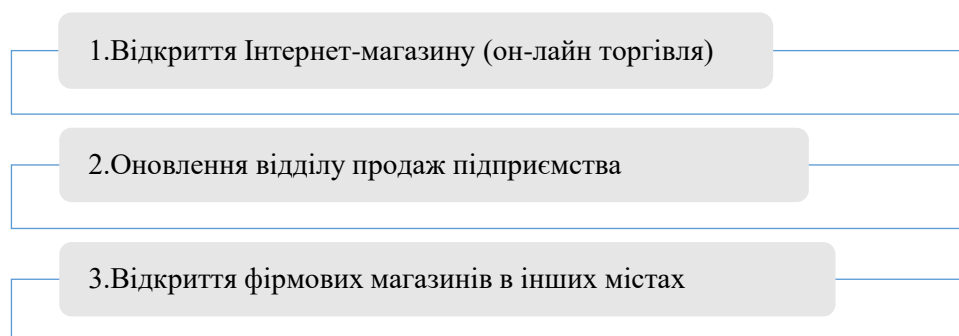 1.Відкриття Інтернет-магазину (он-лайн торгівля)
2.Оновлення відділу продаж підприємства
3.Відкриття фірмових магазинів в інших містах